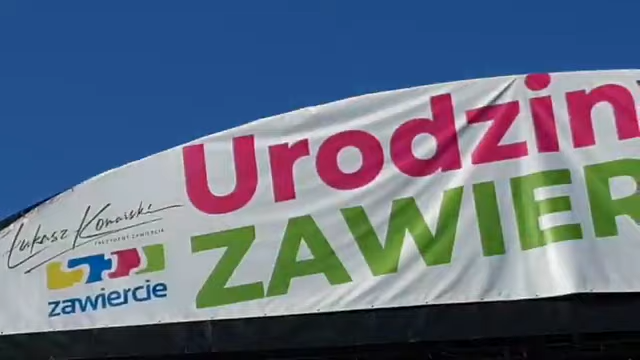 Urodzin
ZAWIER
Łukasz Konarski
PREZYDENT ZAWIERCIA
zawiercie